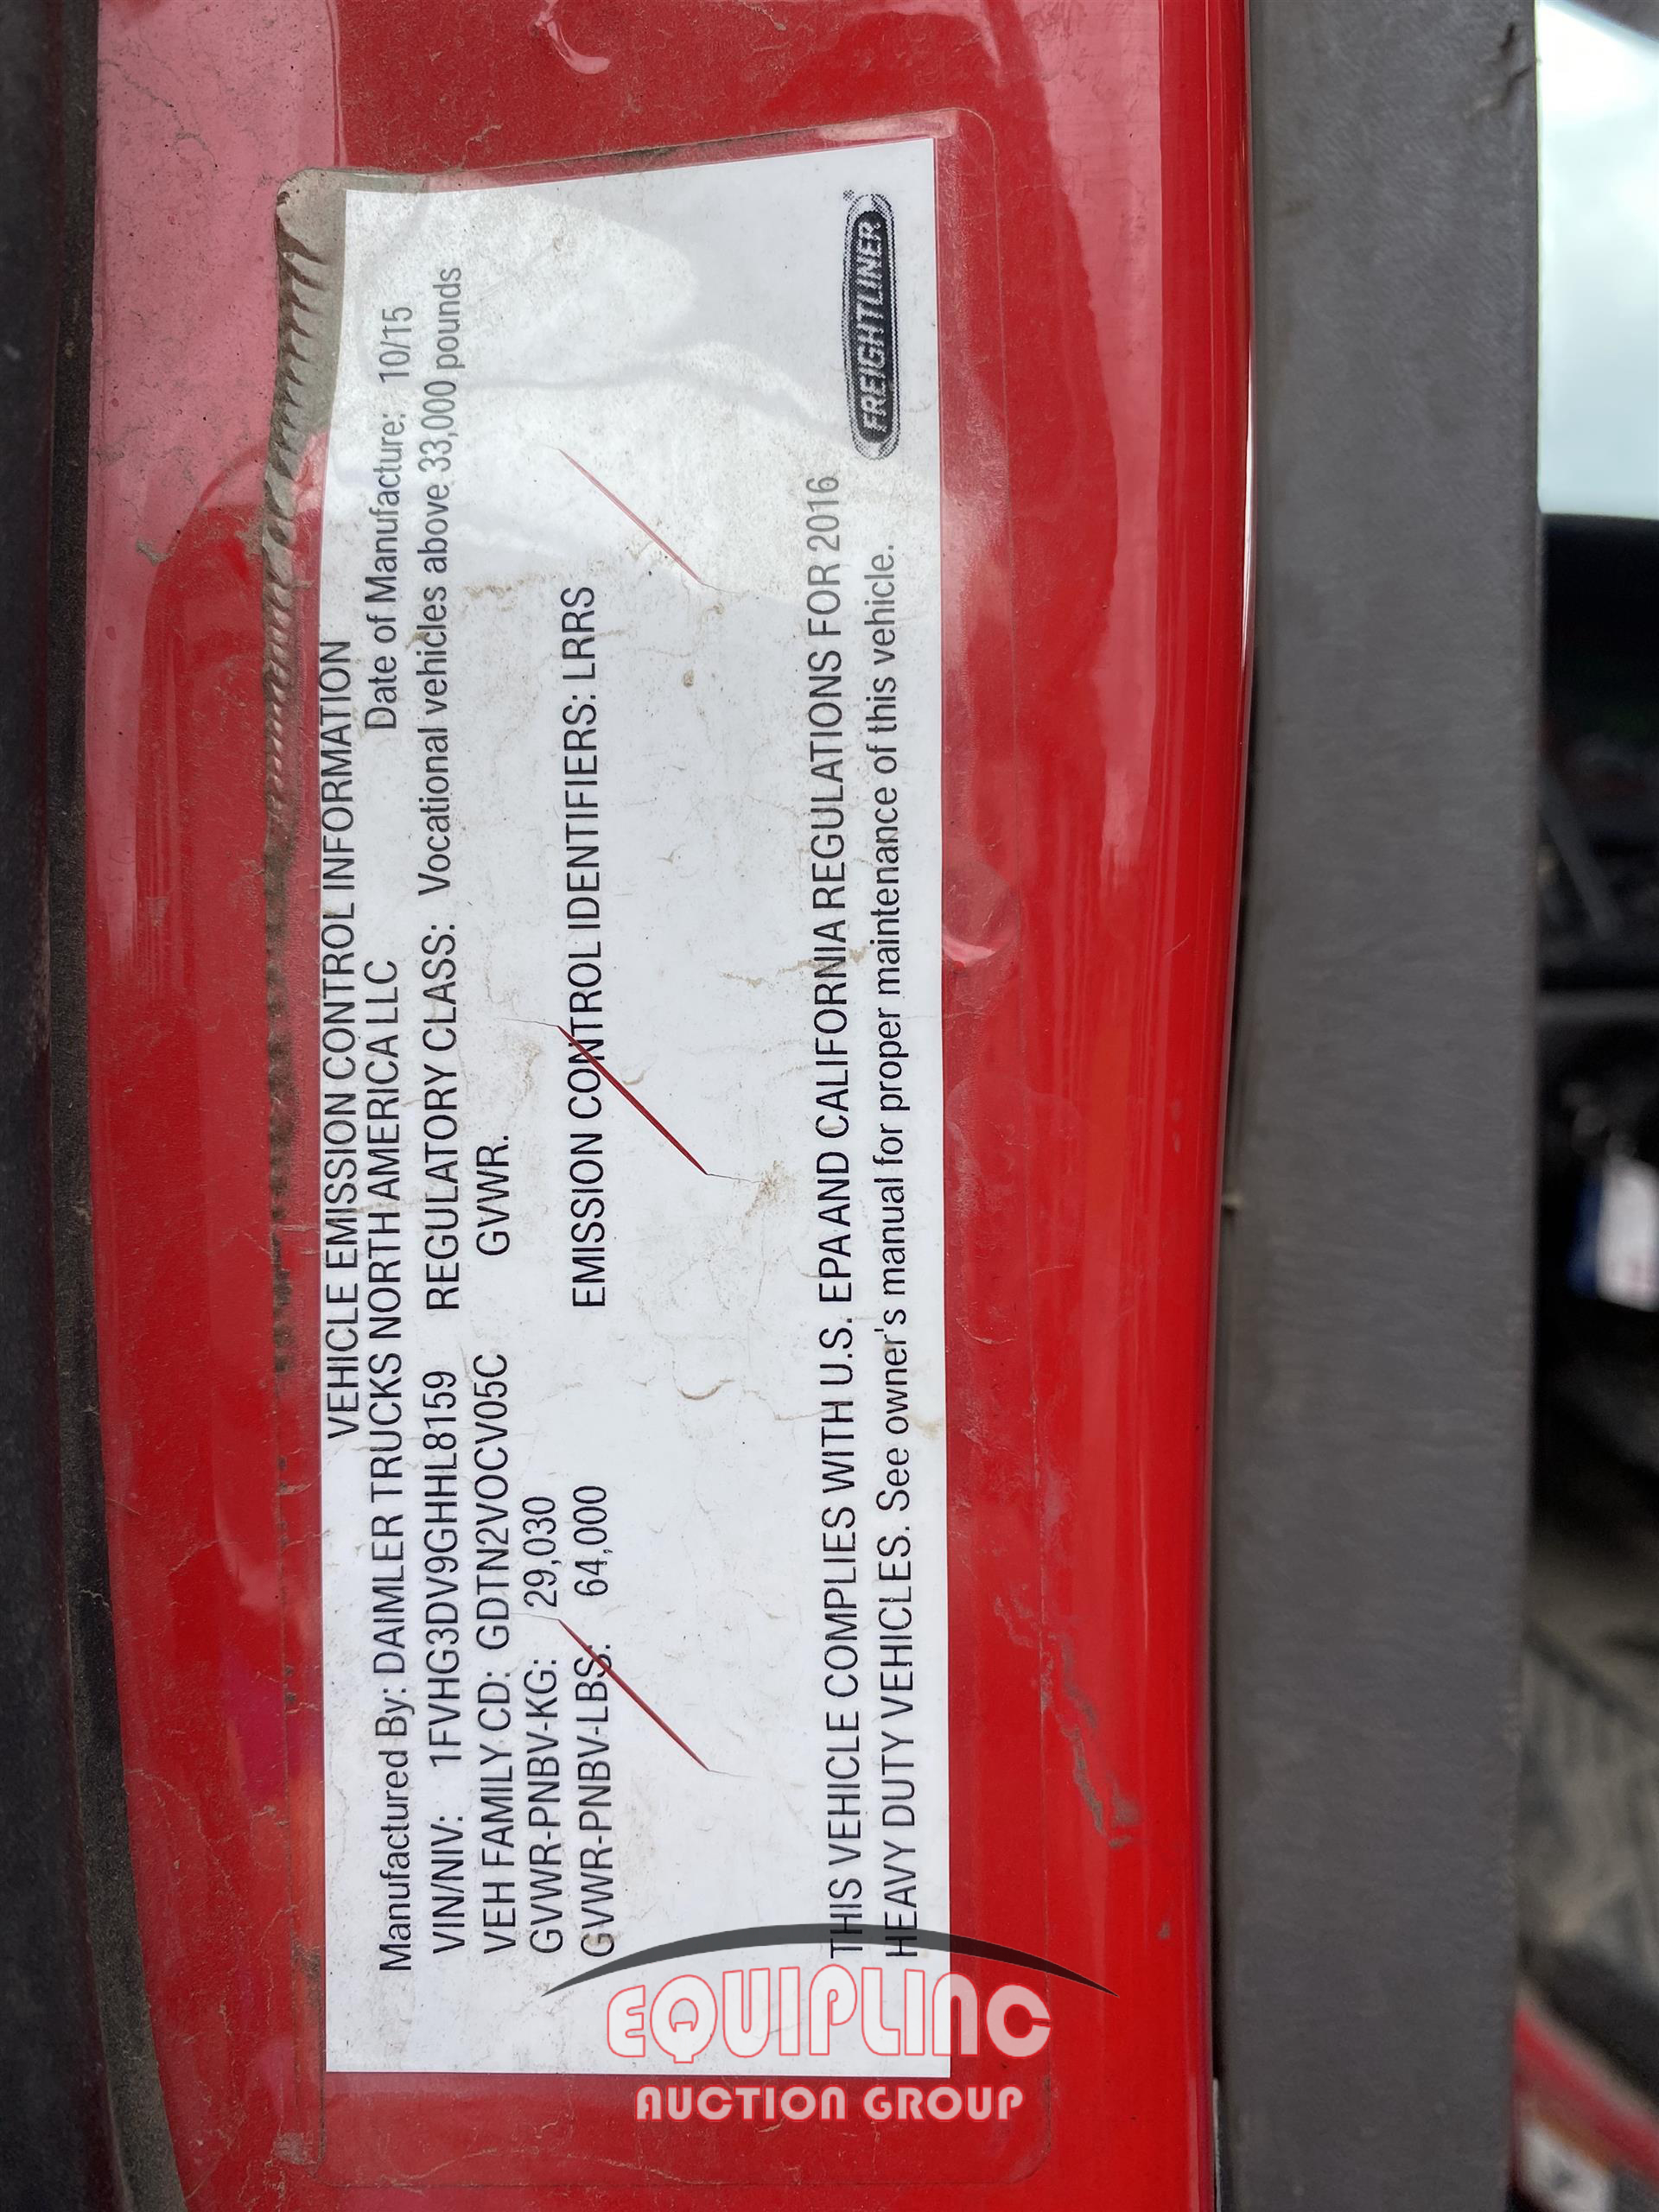 VEHICLE EMISSION CONTROL INFORMATION
Manufactured By: DAIMLER TRUCKS NORTH AMERICA LLC Date of Manufacture: 10/15
VIN/NIV: 1FVHG3DV9GHHL8159 REGULATORY CLASS: Vocational vehicles above 33,000 pounds
VEH FAMILY CD: GDTN2VOCV05C GVWR.
GVWR-PNBV-KG: 29,030
GVWR-PNBV-LBS: 64,000 EMISSION CONTROL IDENTIFIERS: LRRS
THIS VEHICLE COMPLIES WITH U.S. EPA AND CALIFORNIA REGULATIONS FOR 2016
HEAVY DUTY VEHICLES. See owner's manual for proper maintenance of this vehicle.
FREIGHTLINER®
EQUIPLINC
AUCTION GROUP